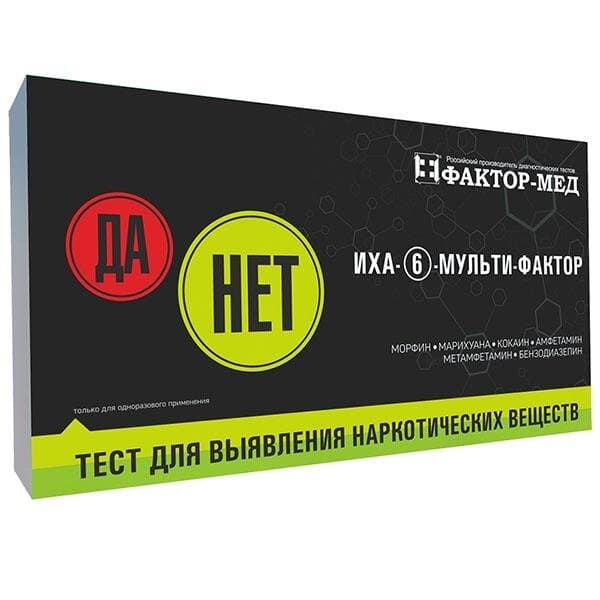 Российский производитель диагностических тестов
ФАКТОР-МЕД
ДА
НЕТ
ИХА-6-МУЛЬТИ-ФАКТОР
МОРФИН•МАРИХУАНА•КОКАИН•АМФЕТАМИН
МЕТАМФЕТАМИН•БЕНЗОДИАЗЕПИН
только для одноразового применения
ТЕСТ ДЛЯ ВЫЯВЛЕНИЯ НАРКОТИЧЕСКИХ ВЕЩЕСТВ